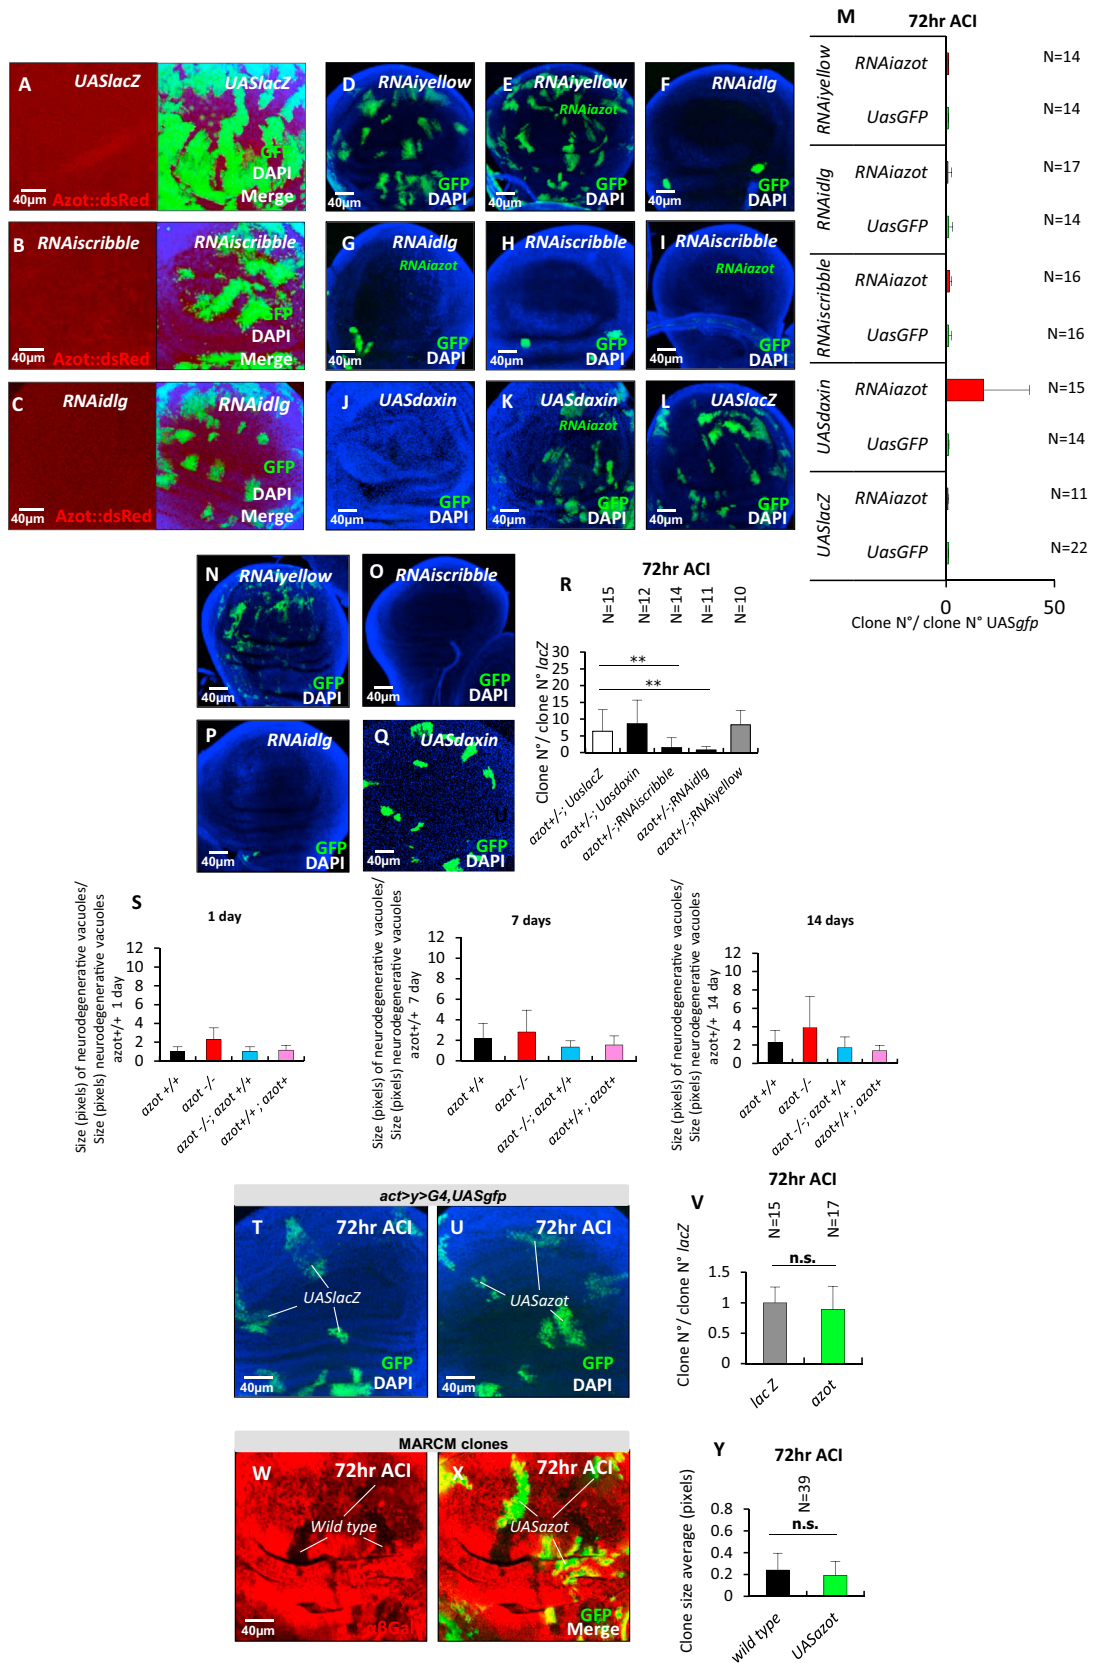 A UASlacZ UASlacZ
GFP
DAPI
40µm Azot::dsRed Merge
B RNAiscribble RNAiscribble
GFP
DAPI
40µm Azot::dsRed Merge
C RNAidlg RNAidlg
GFP
DAPI
40µm Azot::dsRed Merge
D RNAiyellow
GFP
40µm DAPI
E RNAiyellow
RNAiazot
GFP
40µm DAPI
F RNAidlg
GFP
40µm DAPI
G RNAidlg
RNAiazot
GFP
40µm DAPI
H RNAiscribble
GFP
40µm DAPI
I RNAiscribble
RNAiazot
GFP
40µm DAPI
J UASdaxin
GFP
40µm DAPI
K UASdaxin
RNAiazot
GFP
40µm DAPI
L UASlacZ
GFP
40µm DAPI
M 72hr ACI
RNAiyellow
RNAiazot N=14
UasGFP N=14
RNAidlg
RNAiazot N=17
UasGFP N=14
RNAiscribble
RNAiazot N=16
UasGFP N=16
UASdaxin
RNAiazot N=15
UasGFP N=14
UASlacZ
RNAiazot N=11
UasGFP N=22
0 50
Clone N°/ clone N° UASgfp
N RNAiyellow
GFP
40µm DAPI
O RNAiscribble
GFP
40µm DAPI
P RNAidlg
GFP
40µm DAPI
Q UASdaxin
U
GFP
40µm DAPI
R 72hr ACI
N=15 N=12 N=14 N=11 N=10
Clone N°/ clone N° lacZ
30
25
20
15
10
5
0
**
**
azot+/-; UaslacZ
azot+/-; Uasdaxin
azot+/-;RNAiscribble
azot+/-;RNAidlg
azot+/-;RNAiyellow
S
1 day
Size (pixels) of neurodegenerative vacuoles/
Size (pixels) neurodegenerative vacuoles
azot+/+ 1 day
12
10
8
6
4
2
0
azot +/+
azot -/-
azot -/-; azot +/+
azot+/+ ; azot+
7 days
Size (pixels) of neurodegenerative vacuoles/
Size (pixels) neurodegenerative vacuoles
azot+/+ 7 day
12
10
8
6
4
2
0
azot +/+
azot -/-
azot -/-; azot +/+
azot+/+ ; azot+
14 days
Size (pixels) of neurodegenerative vacuoles/
Size (pixels) neurodegenerative vacuoles
azot+/+ 14 day
12
10
8
6
4
2
0
azot +/+
azot -/-
azot -/-; azot +/+
azot+/+ ; azot+
act>y>G4,UASgfp
T 72hr ACI
UASlacZ
GFP
40µm DAPI
U 72hr ACI
UASazot
GFP
40µm DAPI
V 72hr ACI
N=15 N=17
n.s.
Clone N°/ clone N° lacZ
1.5
1
0.5
0
lac Z
azot
MARCM clones
W 72hr ACI
Wild type
40µm αβGal
X 72hr ACI
UASazot
GFP
Merge
Y 72hr ACI
N=39
n.s.
Clone size average (pixels)
0.8
0.6
0.4
0.2
0
wild type
UASazot